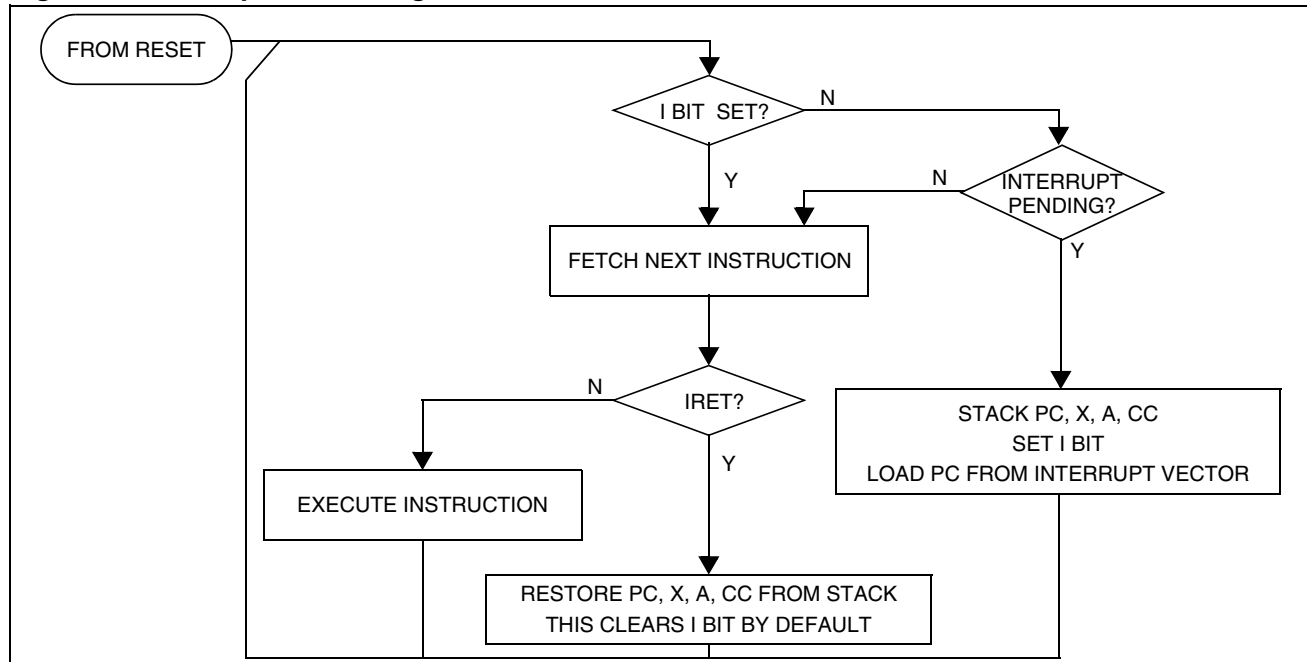 FROM RESET
I BIT SET?
N
Y
N
INTERRUPT
PENDING?
Y
FETCH NEXT INSTRUCTION
N
IRET?
Y
STACK PC, X, A, CC
SET I BIT
LOAD PC FROM INTERRUPT VECTOR
EXECUTE INSTRUCTION
RESTORE PC, X, A, CC FROM STACK
THIS CLEARS I BIT BY DEFAULT